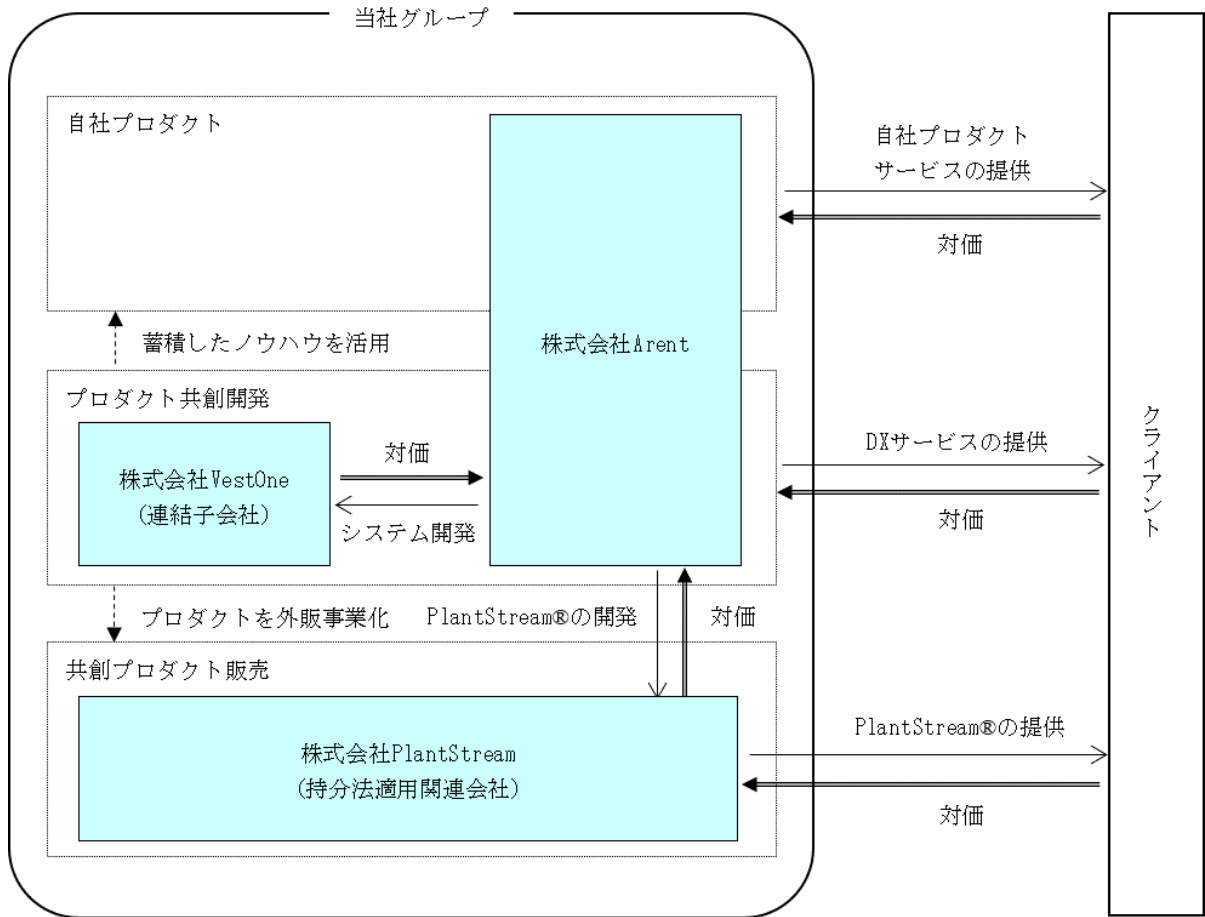 当社グループ
自社プロダクト
自社プロダクト
サービスの提供
対価
蓄積したノウハウを活用
株式会社Arent
プロダクト共創開発
株式会社VestOne
(連結子会社)
対価
システム開発
DXサービスの提供
対価
クライアント
プロダクトを外販事業化
PlantStream®の開発
対価
共創プロダクト販売
株式会社PlantStream
(持分法適用関連会社)
PlantStream®の提供
対価